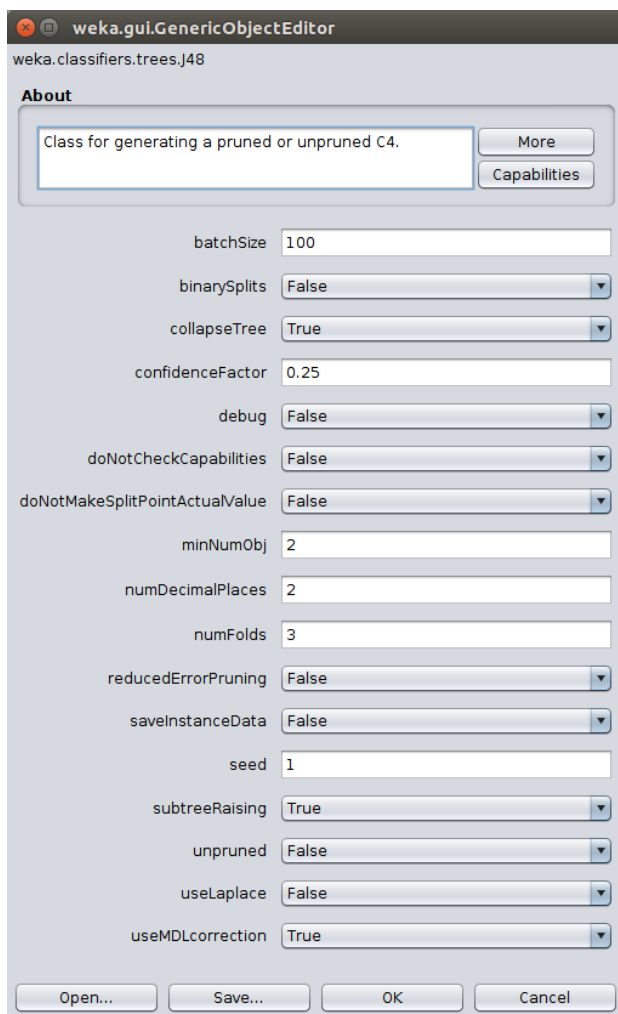 weka.gui.GenericObjectEditor
weka.classifiers.trees.J48
About
Class for generating a pruned or unpruned C4.
More
Capabilities
batchSize 100
binarySplits False
collapseTree True
confidenceFactor 0.25
debug False
doNotCheckCapabilities False
doNotMakeSplitPointActualValue False
minNumObj 2
numDecimalPlaces 2
numFolds 3
reducedErrorPruning False
saveInstanceData False
seed 1
subtreeRaising True
unpruned False
useLaplace False
useMDLcorrection True
Open... Save... OK Cancel